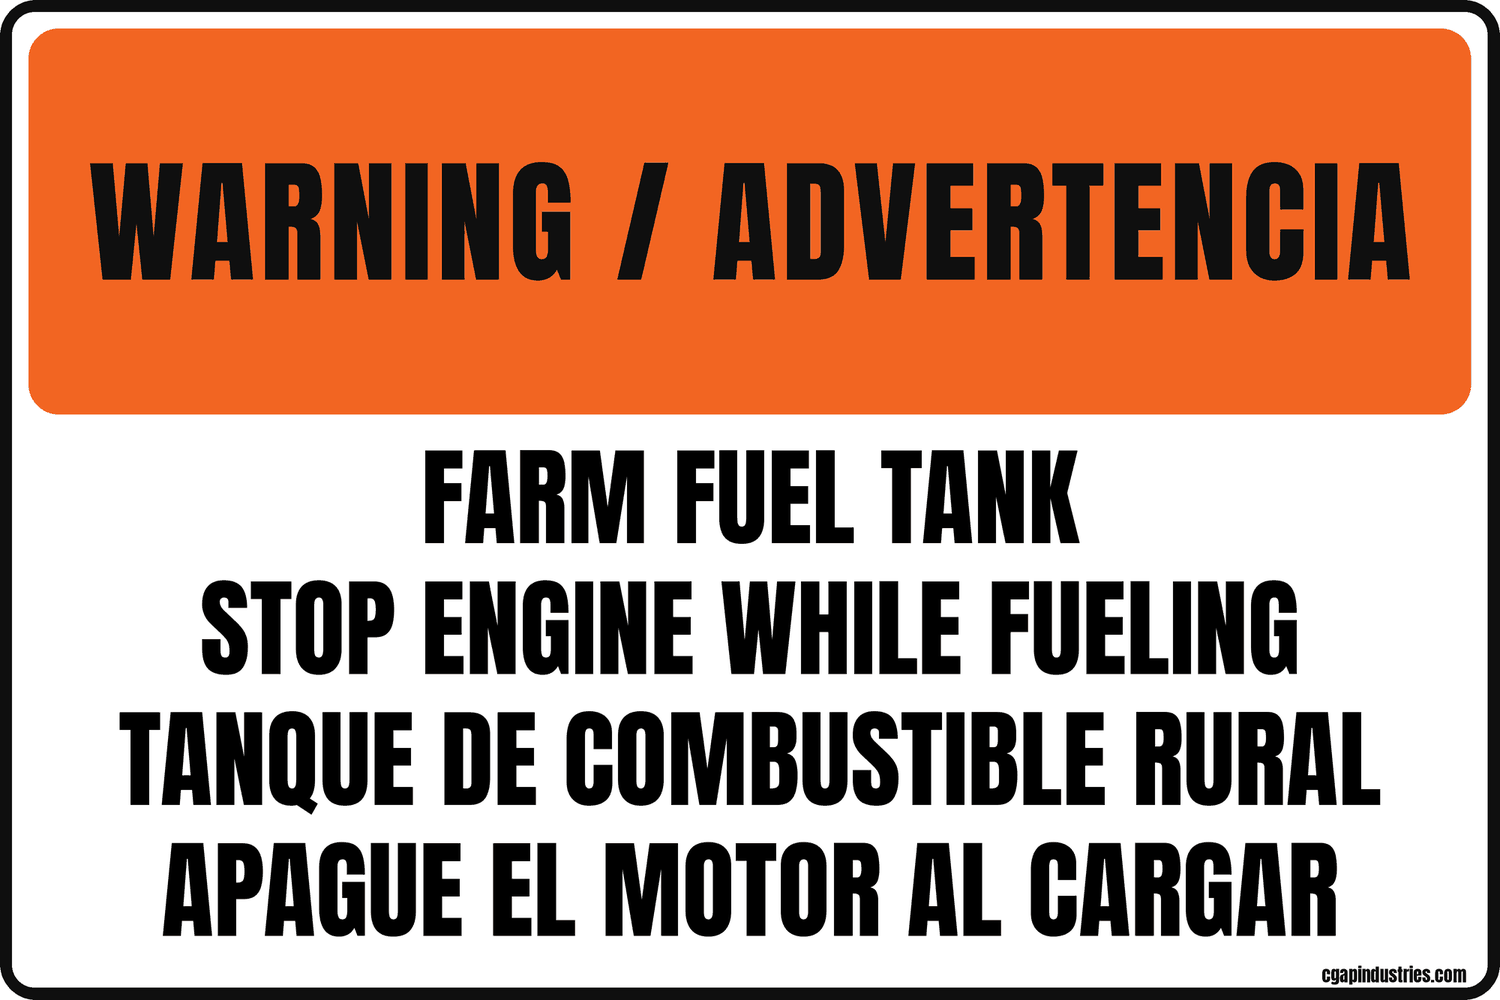 WARNING / ADVERTENCIA
FARM FUEL TANK
STOP ENGINE WHILE FUELING
TANQUE DE COMBUSTIBLE RURAL
APAGUE EL MOTOR AL CARGAR
cgapindustries.com